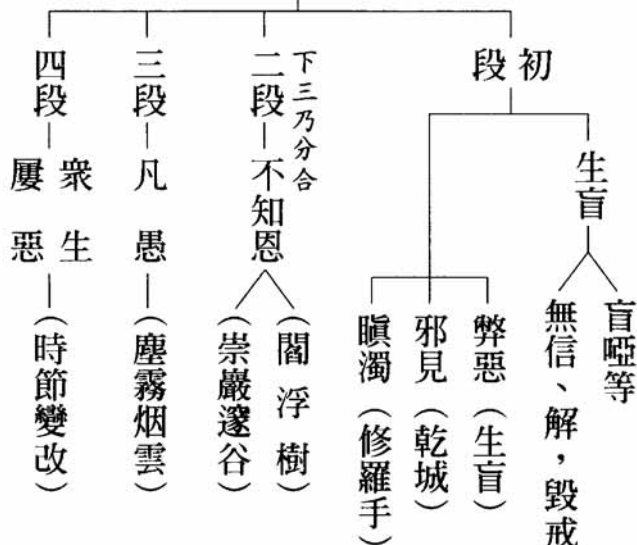 初段
生盲
盲啞等
無信、解，毀戒
弊惡（生盲）
邪見（乾城）
瞋濁（修羅手）
下三乃分合
二段
不知恩
（閻浮樹）
（崇巖邃谷）
三段
凡愚
（塵霧烟雲）
四段
衆生
屢惡
（時節變改）